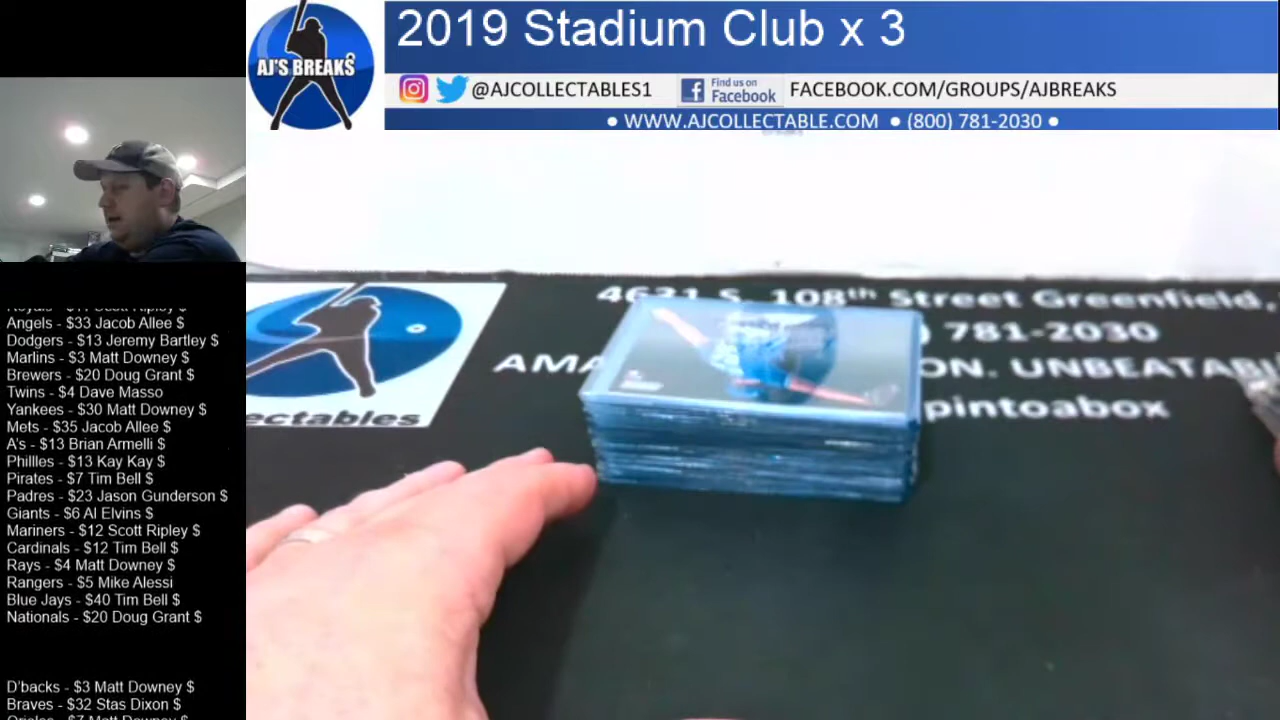 AJ'S BREAKS
2019 Stadium Club x 3
@AJCOLLECTABLES1
Find us on
Facebook
FACEBOOK.COM/GROUPS/AJBREAKS
● WWW.AJCOLLECTABLE.COM ● (800) 781-2030 ●
Angels - $33 Jacob Allee $
Dodgers - $13 Jeremy Bartley $
Marlins - $3 Matt Downey $
Brewers - $20 Doug Grant $
Twins - $4 Dave Masso
Yankees - $30 Matt Downey $
Mets - $35 Jacob Allee $
A's - $13 Brian Armelli $
Phillles - $13 Kay Kay $
Pirates - $7 Tim Bell $
Padres - $23 Jason Gunderson $
Giants - $6 Al Elvins $
Mariners - $12 Scott Ripley $
Cardinals - $12 Tim Bell $
Rays - $4 Matt Downey $
Rangers - $5 Mike Alessi
Blue Jays - $40 Tim Bell $
Nationals - $20 Doug Grant $
D'backs - $3 Matt Downey $
Braves - $32 Stas Dixon $
4631 S. 108th Street Greenfield,
781-2030
ON. UNBEATABL
pintoabox
ectables